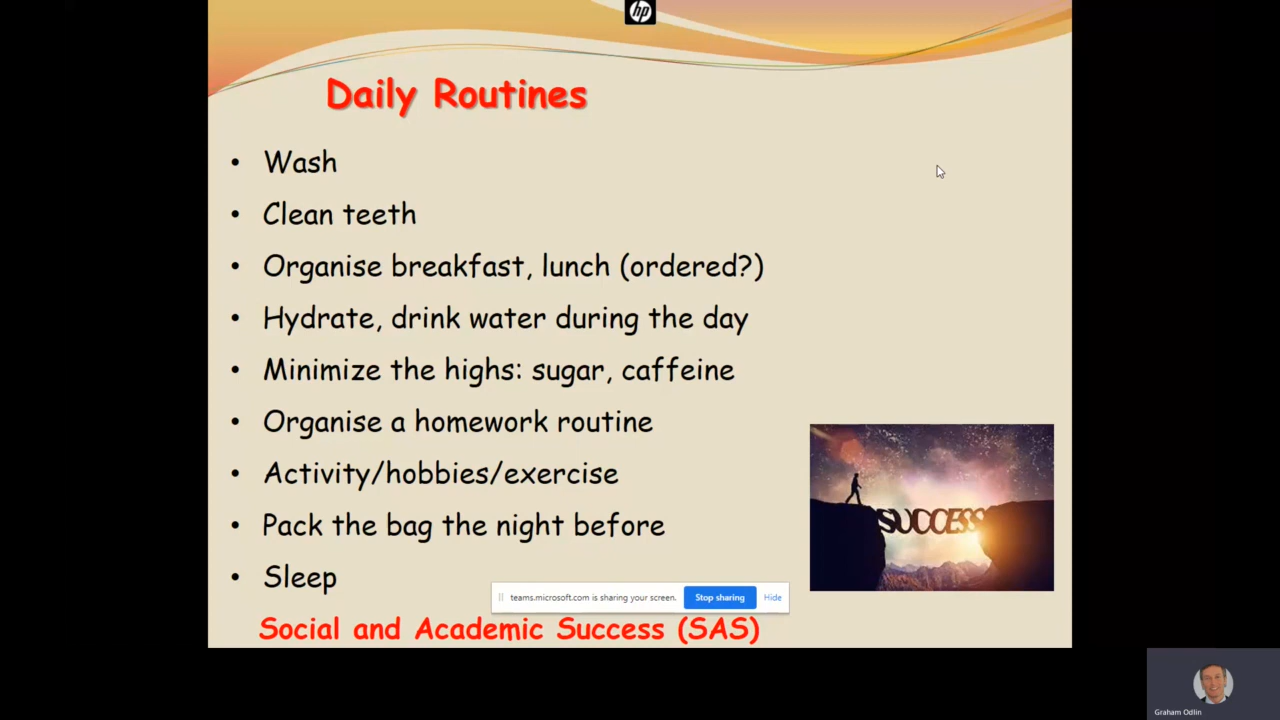 hp
Daily Routines
• Wash
• Clean teeth
• Organise breakfast, lunch (ordered?)
• Hydrate, drink water during the day
• Minimize the highs: sugar, caffeine
• Organise a homework routine
• Activity/hobbies/exercise
• Pack the bag the night before
• Sleep
SUCCESS
teams.microsoft.com is sharing your screen. Stop sharing Hide
Social and Academic Success (SAS)
Graham Odlin